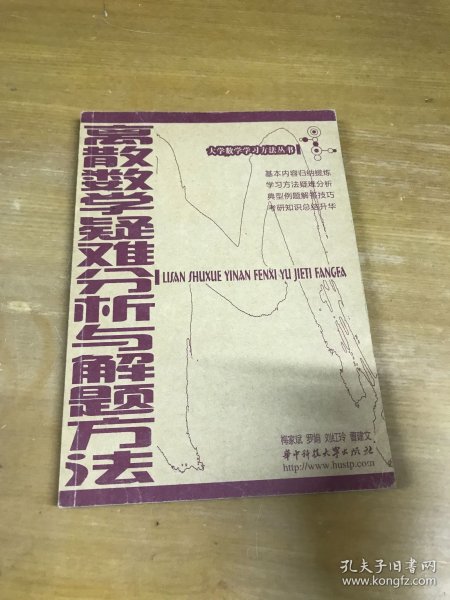 大学数学学习方法丛书
基本内容归纳提炼
学习方法疑难分析
典型例题解答技巧
考研知识总结升华
离散数学疑难分析与解题方法
LISAN SHUXUE YINAN FENXI YU JIETI FANGFA
梅家斌 罗娟 刘红玲 曹建文
华中科技大学出版社
http://www.hustp.com
孔夫子旧书网
www.kongfz.com